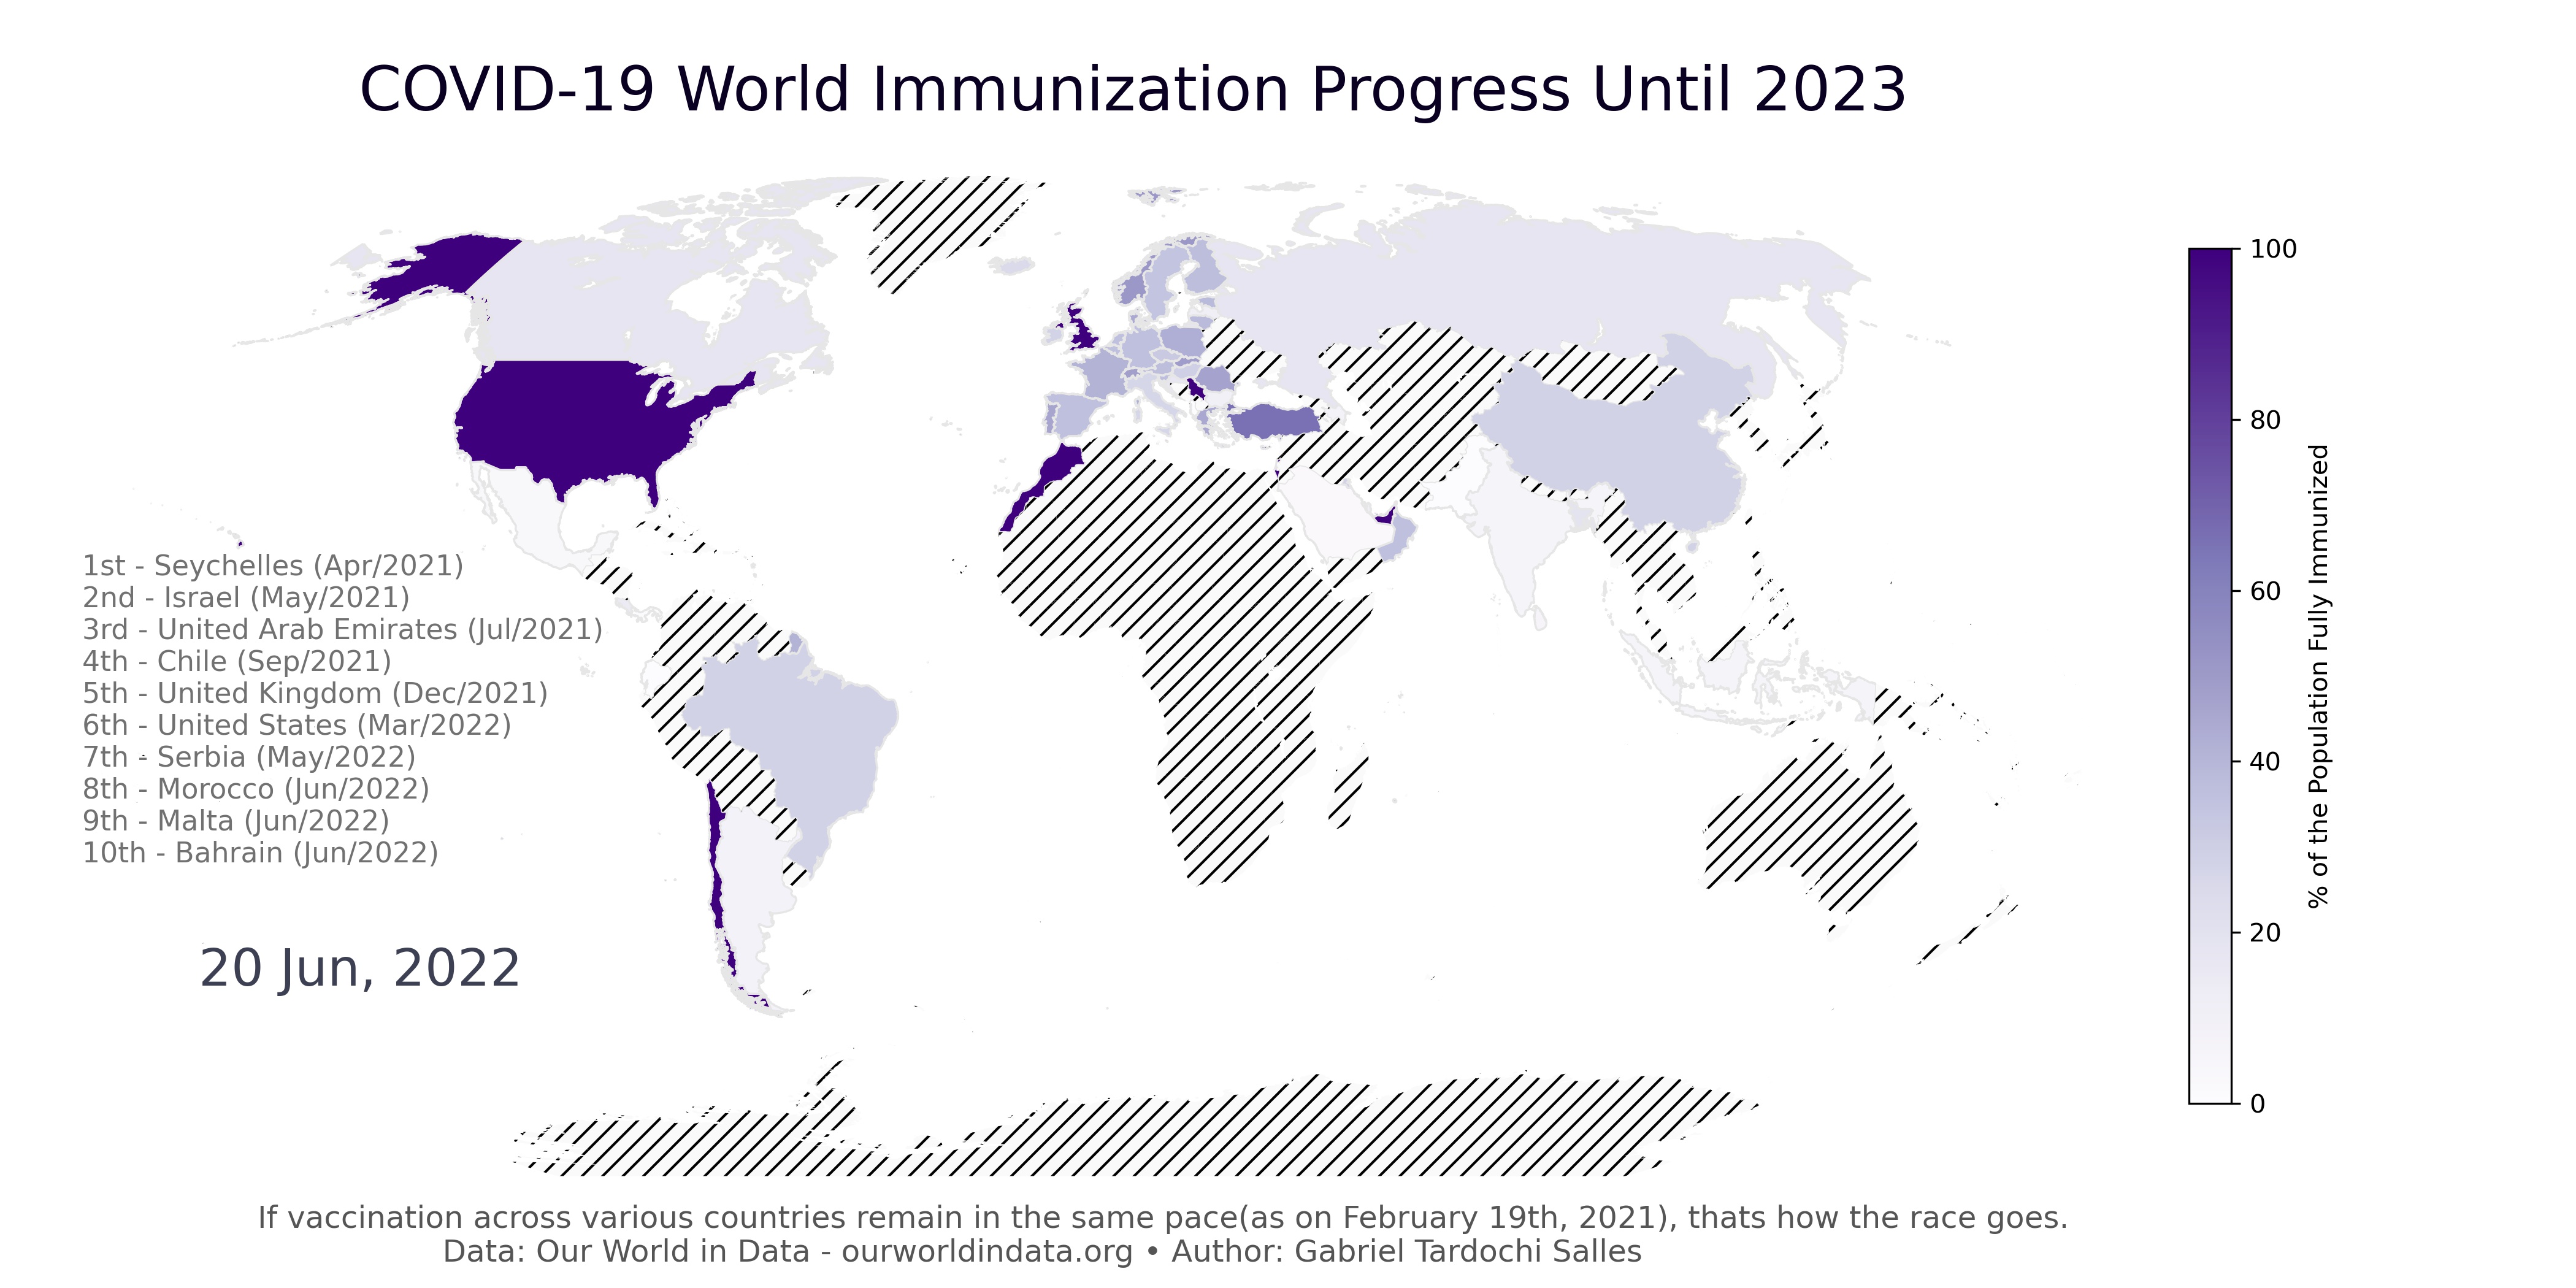 COVID-19 World Immunization Progress Until 2023
1st - Seychelles (Apr/2021)
2nd - Israel (May/2021)
3rd - United Arab Emirates (Jul/2021)
4th - Chile (Sep/2021)
5th - United Kingdom (Dec/2021)
6th - United States (Mar/2022)
7th - Serbia (May/2022)
8th - Morocco (Jun/2022)
9th - Malta (Jun/2022)
10th - Bahrain (Jun/2022)
20 Jun, 2022
100
80
60
40
20
0
% of the Population Fully Immunized
If vaccination across various countries remain in the same pace(as on February 19th, 2021), thats how the race goes.
Data: Our World in Data - ourworldindata.org • Author: Gabriel Tardochi Salles